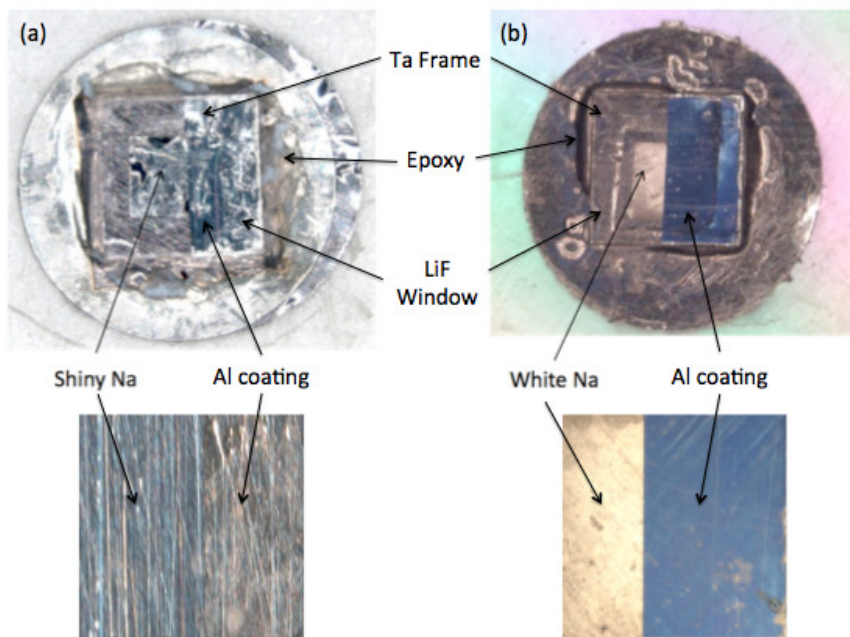 (a)
(b)
Ta Frame
Epoxy
LiF
Window
Shiny Na
Al coating
White Na
Al coating